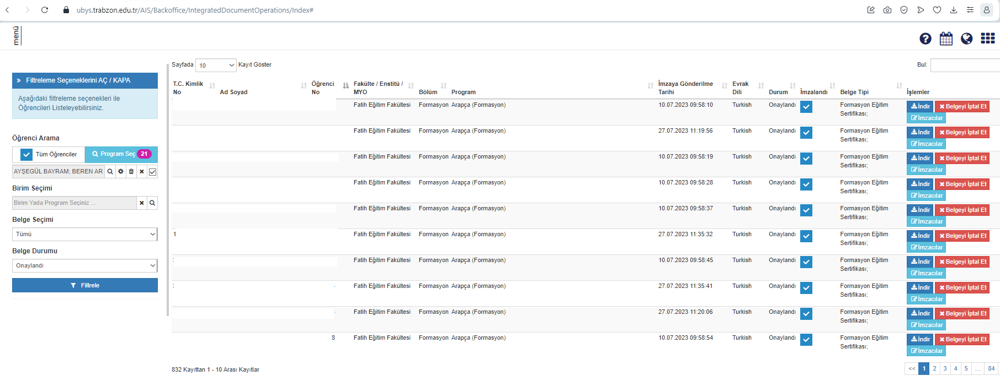 ubys.trabzon.edu.tr/AIS/Backoffice/IntegratedDocumentOperations/Index#
menü
Filtreleme Seçeneklerini AÇ / KAPA
Aşağıdaki filtreleme seçenekleri ile
Öğrencileri Listeleyebilirsiniz.
Öğrenci Arama
Tüm Öğrenciler Program Seç 21
AYŞEGÜL BAYRAM; BEREN AR
Birim Seçimi
Birim Yada Program Seçiniz ...
Belge Seçimi
Tümü
Belge Durumu
Onaylandı
Filtrele
Sayfada 10 Kayıt Göster
Bul:
T.C. Kimlik No Ad Soyad Öğrenci No Fakülte / Enstitü / MYO Bölüm Program İmzaya Gönderilme Tarihi Evrak Dili Durum İmzalandı Belge Tipi İşlemler
Fatih Eğitim Fakültesi Formasyon Arapça (Formasyon) 10.07.2023 09:58:10 Turkish Onaylandı Formasyon Eğitim Sertifikası; İndir Belgeyi İptal Et
İmzacılar
Fatih Eğitim Fakültesi Formasyon Arapça (Formasyon) 27.07.2023 11:19:56 Turkish Onaylandı Formasyon Eğitim Sertifikası; İndir Belgeyi İptal Et
İmzacılar
Fatih Eğitim Fakültesi Formasyon Arapça (Formasyon) 10.07.2023 09:58:19 Turkish Onaylandı Formasyon Eğitim Sertifikası; İndir Belgeyi İptal Et
İmzacılar
Fatih Eğitim Fakültesi Formasyon Arapça (Formasyon) 10.07.2023 09:58:28 Turkish Onaylandı Formasyon Eğitim Sertifikası; İndir Belgeyi İptal Et
İmzacılar
Fatih Eğitim Fakültesi Formasyon Arapça (Formasyon) 10.07.2023 09:58:37 Turkish Onaylandı Formasyon Eğitim Sertifikası; İndir Belgeyi İptal Et
İmzacılar
1 Fatih Eğitim Fakültesi Formasyon Arapça (Formasyon) 27.07.2023 11:35:32 Turkish Onaylandı Formasyon Eğitim Sertifikası; İndir Belgeyi İptal Et
İmzacılar
Fatih Eğitim Fakültesi Formasyon Arapça (Formasyon) 10.07.2023 09:58:45 Turkish Onaylandı Formasyon Eğitim Sertifikası; İndir Belgeyi İptal Et
İmzacılar
Fatih Eğitim Fakültesi Formasyon Arapça (Formasyon) 27.07.2023 11:35:41 Turkish Onaylandı Formasyon Eğitim Sertifikası; İndir Belgeyi İptal Et
İmzacılar
Fatih Eğitim Fakültesi Formasyon Arapça (Formasyon) 27.07.2023 11:20:06 Turkish Onaylandı Formasyon Eğitim Sertifikası; İndir Belgeyi İptal Et
İmzacılar
8 Fatih Eğitim Fakültesi Formasyon Arapça (Formasyon) 10.07.2023 09:58:54 Turkish Onaylandı Formasyon Eğitim Sertifikası; İndir Belgeyi İptal Et
İmzacılar
832 Kayıttan 1 - 10 Arası Kayıtlar
<< 1 2 3 4 5 ... 84